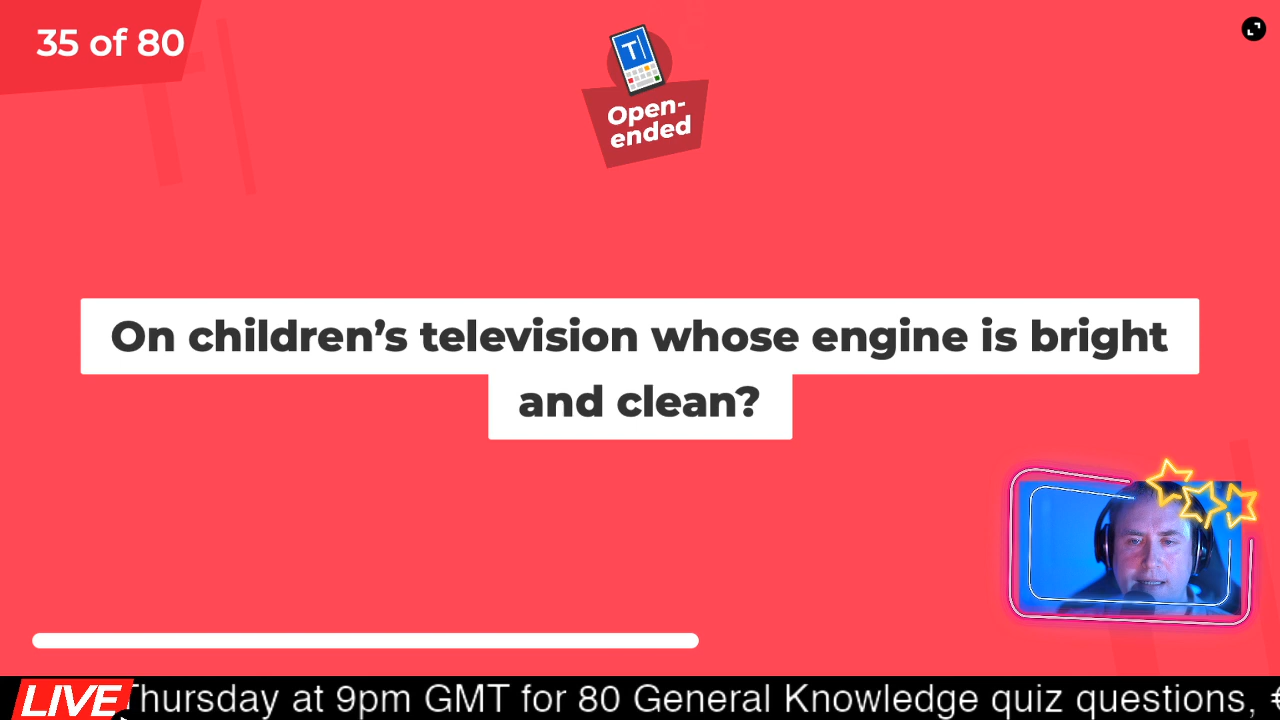 35 of 80
T
Open-
ended
On children’s television whose engine is bright
and clean?
LIVE
Thursday at 9pm GMT for 80 General Knowledge quiz questions,